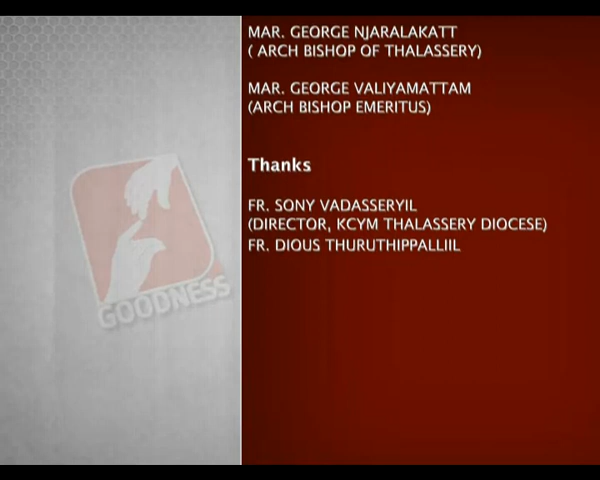 MAR. GEORGE NJARALAKATT
( ARCH BISHOP OF THALASSERY)
MAR. GEORGE VALIYAMATTAM
(ARCH BISHOP EMERITUS)
Thanks
FR. SONY VADASSERYIL
(DIRECTOR, KCYM THALASSERY DIOCESE)
FR. DIOUS THURUTHIPPALLIIL
GOODNESS